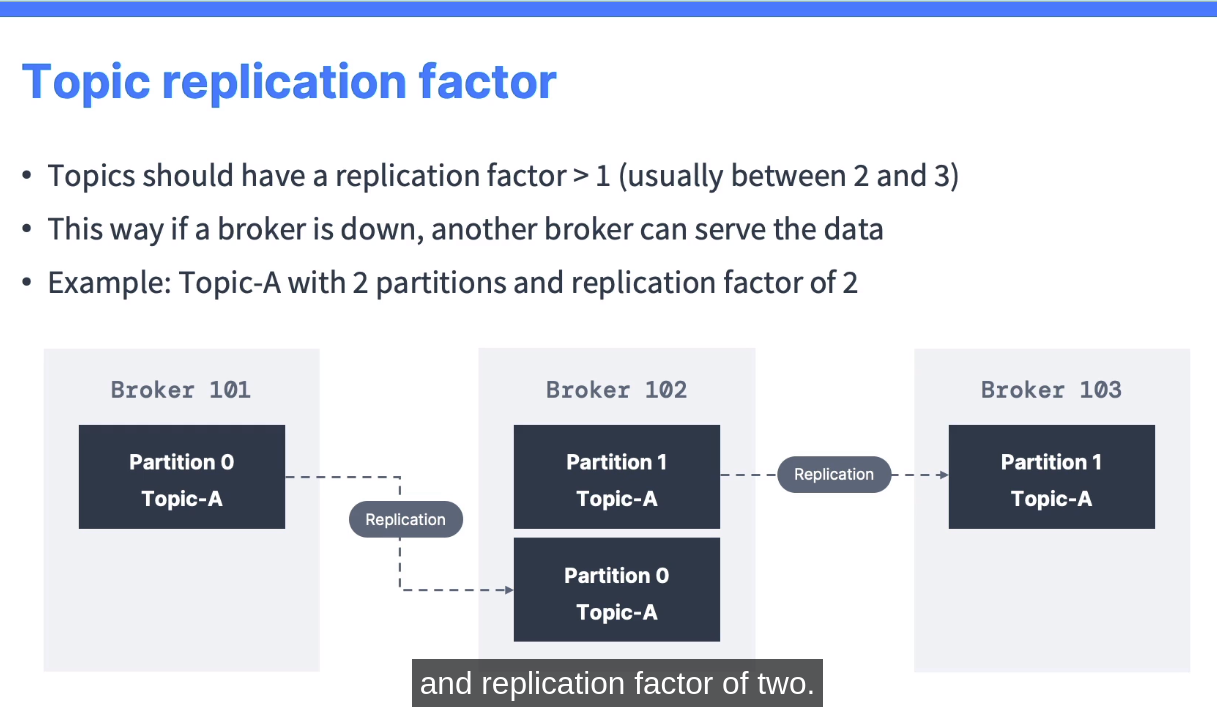 Topic replication factor
• Topics should have a replication factor > 1 (usually between 2 and 3)
• This way if a broker is down, another broker can serve the data
• Example: Topic-A with 2 partitions and replication factor of 2
Broker 101
Partition 0
Topic-A
Replication
Broker 102
Partition 1
Topic-A
Partition 0
Topic-A
Replication
Broker 103
Partition 1
Topic-A
and replication factor of two.